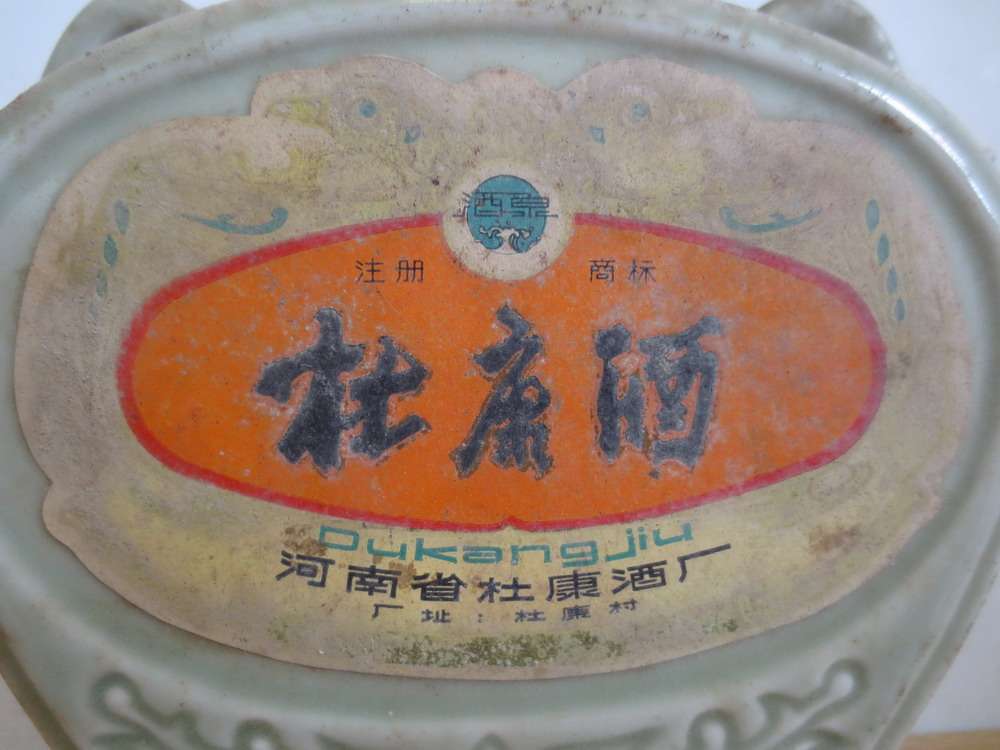 酒泉
注册 商标
杜康酒
Dukangjiu
河南省杜康酒厂
厂址:杜康村